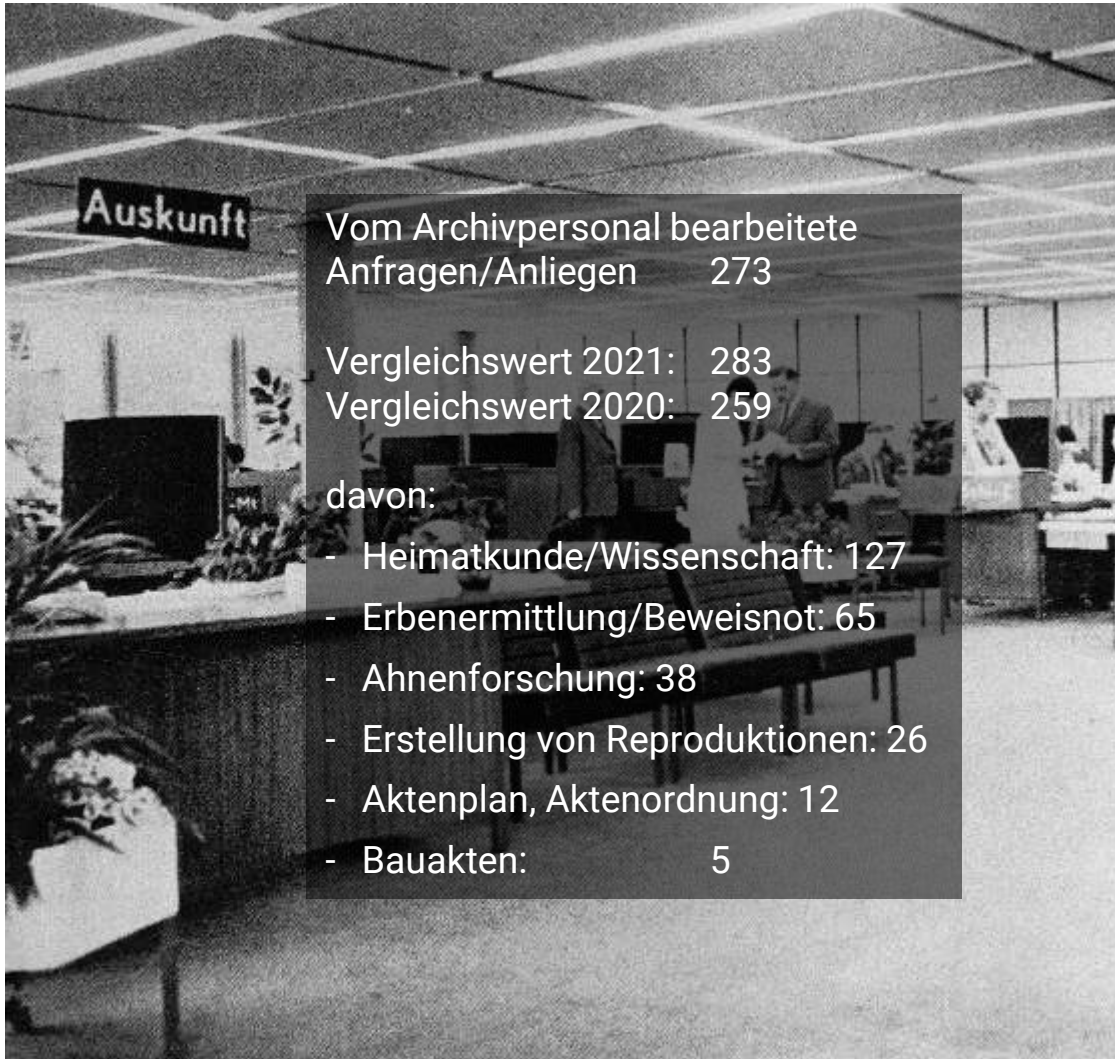 Auskunft
Vom Archivpersonal bearbeitete
Anfragen/Anliegen 273
Vergleichswert 2021: 283
Vergleichswert 2020: 259
davon:
- Heimatkunde/Wissenschaft: 127
- Erbenermittlung/Beweisnot: 65
- Ahnenforschung: 38
- Erstellung von Reproduktionen: 26
- Aktenplan, Aktenordnung: 12
- Bauakten: 5